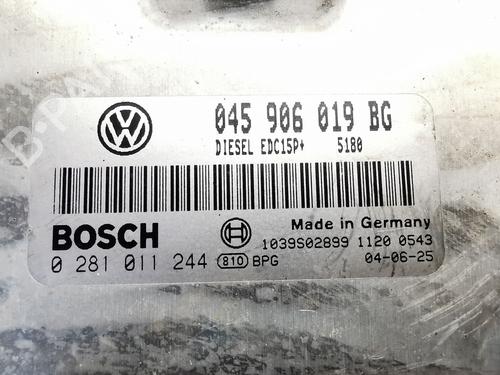 045 906 019 BG
DIESEL EDC15P+ 5180
BOSCH
Made in Germany
1039S02899 1120 0543
0 281 011 244 810 BPG 04-06-25